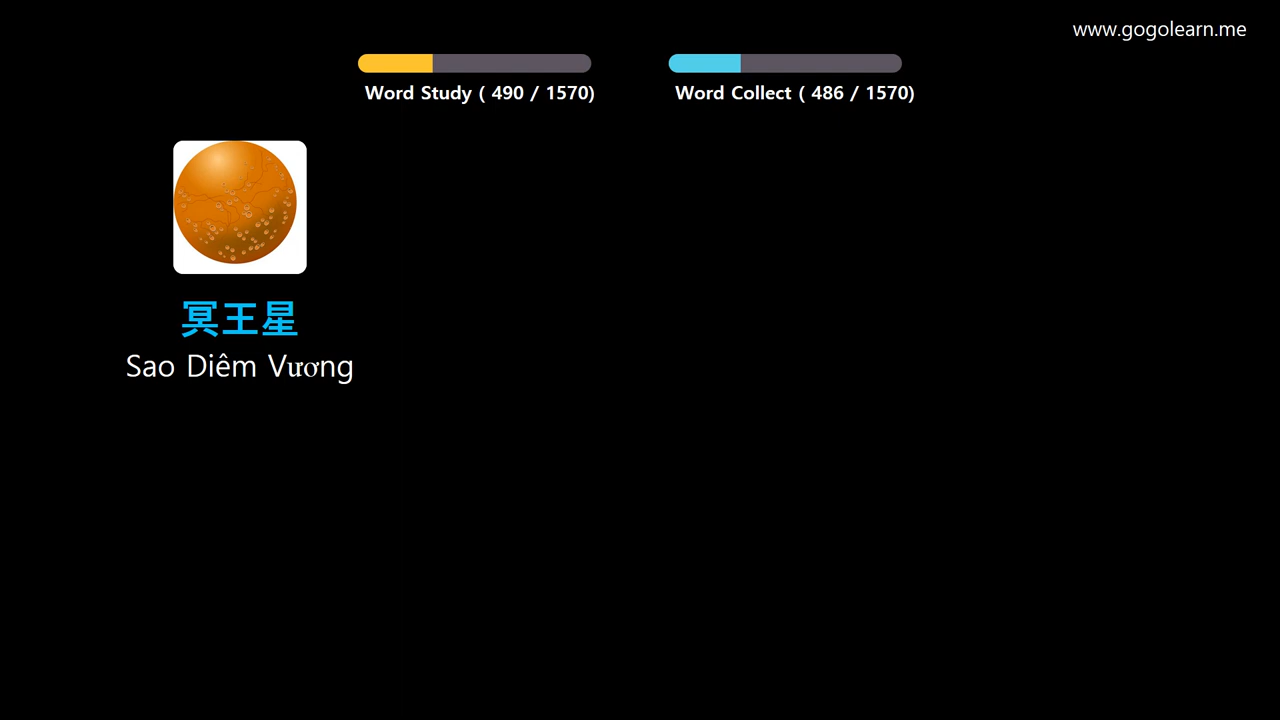 www.gogolearn.me
Word Study ( 490 / 1570)
Word Collect ( 486 / 1570)
冥王星
Sao Diêm Vương